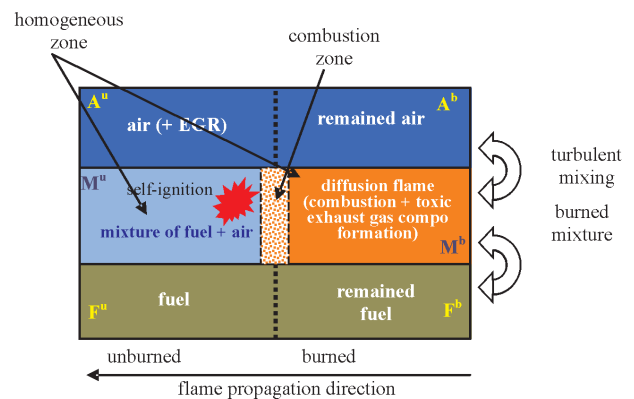 homogeneous
zone
combustion
zone
A^u
air (+ EGR)
remained air
A^b
M^u
self-ignition
mixture of fuel + air
diffusion flame
(combustion + toxic
exhaust gas compo
formation)
M^b
turbulent
mixing
burned
mixture
F^u
fuel
remained
fuel
F^b
unburned
burned
flame propagation direction